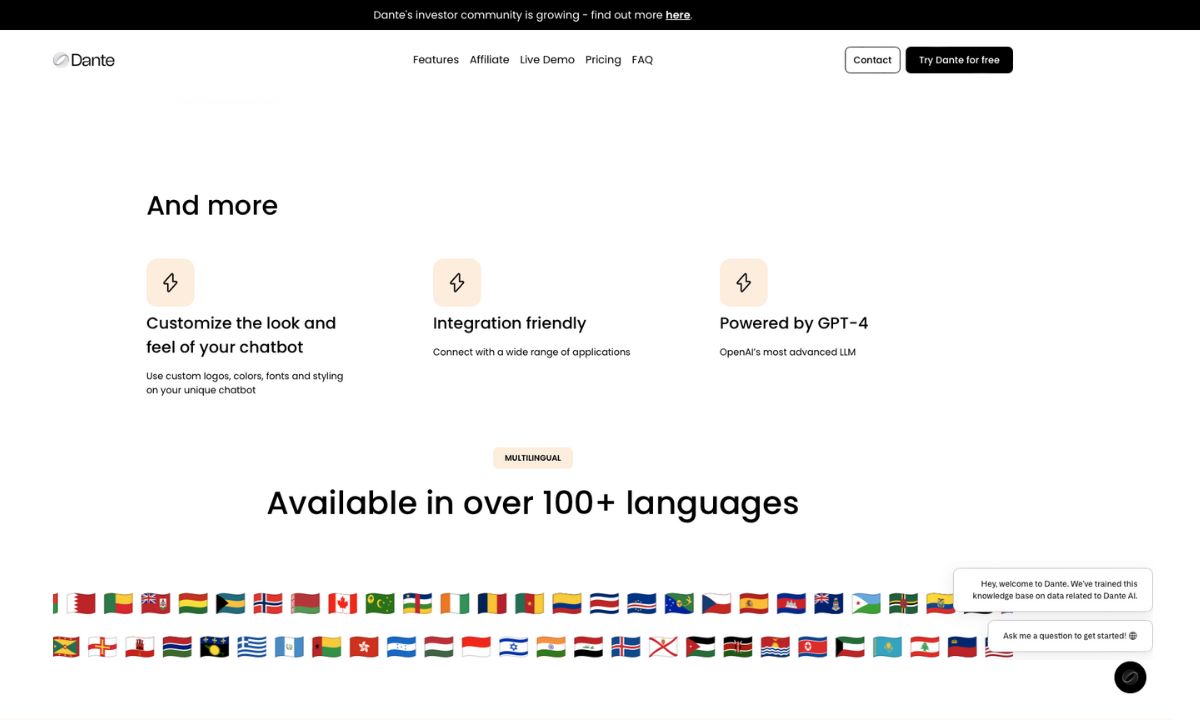 Dante's investor community is growing - find out more here.
Dante
Features Affiliate Live Demo Pricing FAQ
Contact
Try Dante for free
And more
Customize the look and
feel of your chatbot
Use custom logos, colors, fonts and styling
on your unique chatbot
Integration friendly
Connect with a wide range of applications
Powered by GPT-4
OpenAI's most advanced LLM
MULTILINGUAL
Available in over 100+ languages
Hey, welcome to Dante. We've trained this
knowledge base on data related to Dante AI.
Ask me a question to get started!